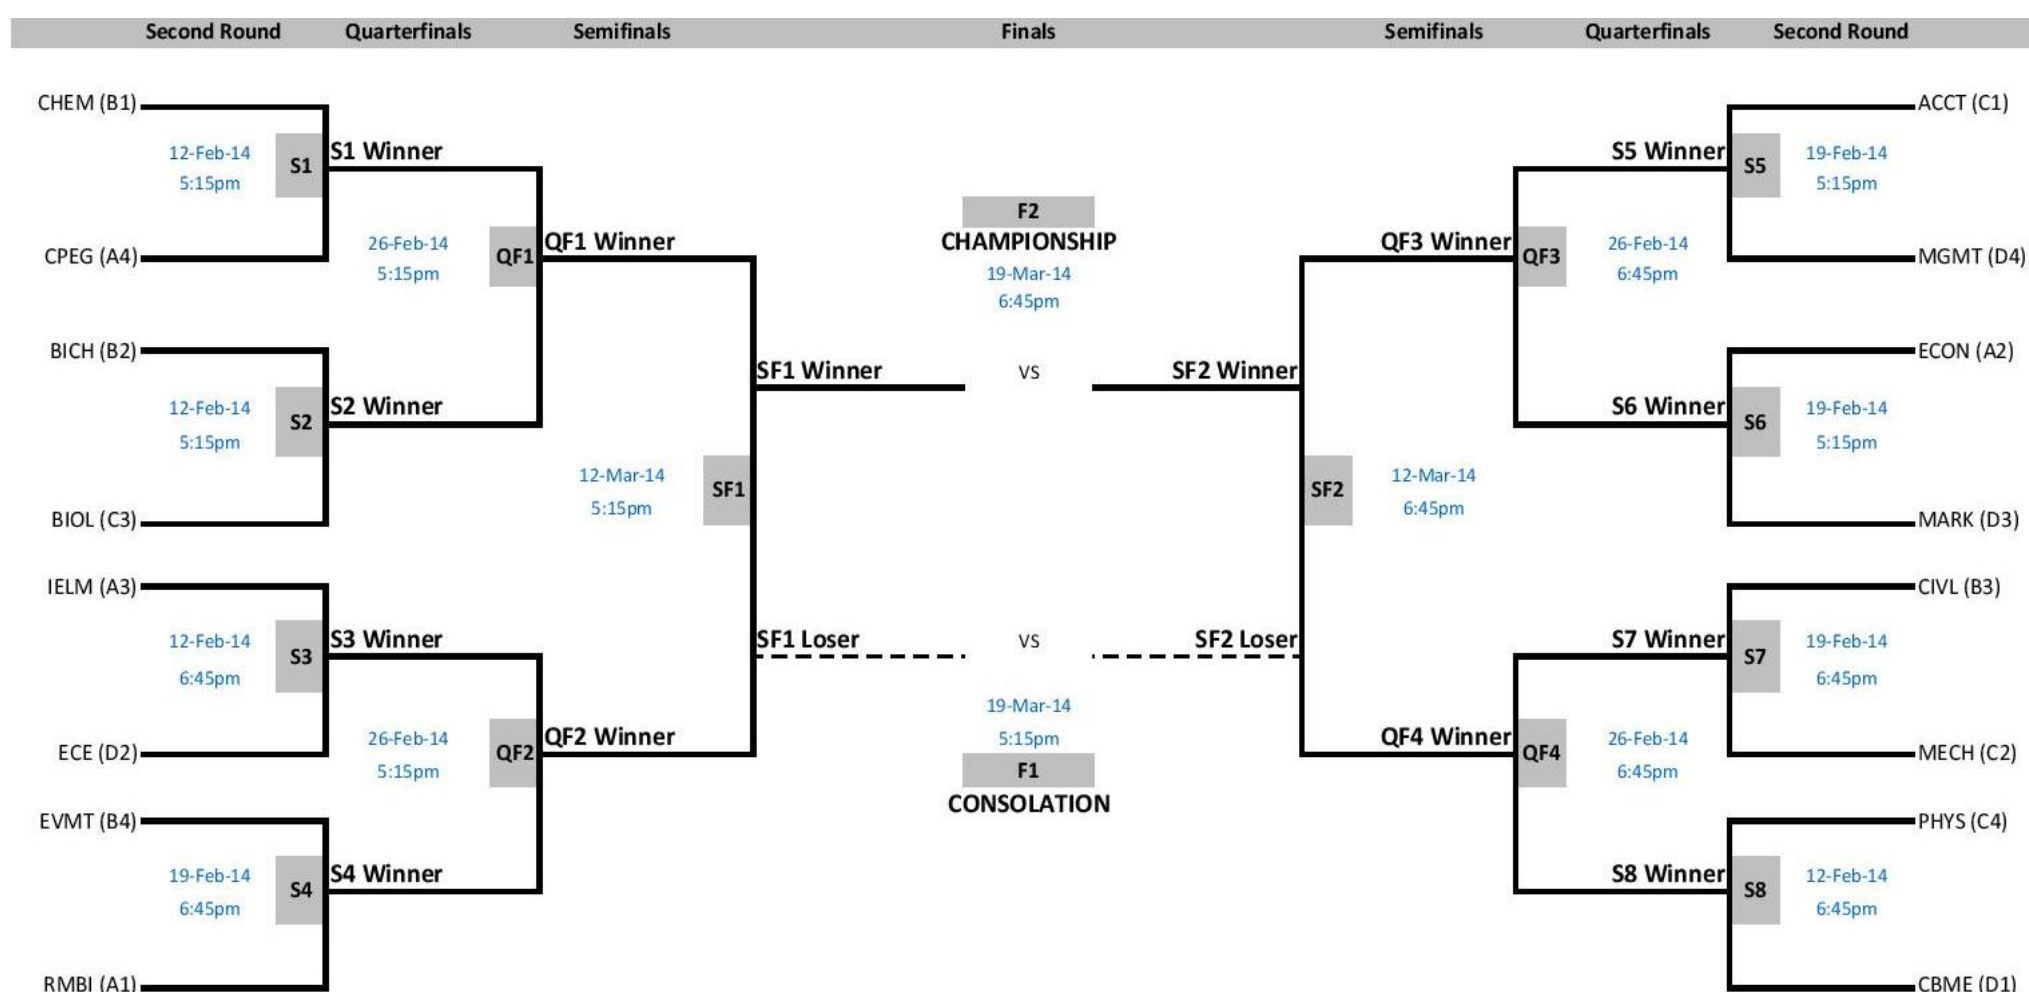 Second Round Quarterfinals Semifinals Finals Semifinals Quarterfinals Second Round
CHEM (B1)
12-Feb-14
5:15pm
S1
S1 Winner
CPEG (A4)
26-Feb-14
5:15pm
QF1
QF1 Winner
BICH (B2)
12-Feb-14
5:15pm
S2
S2 Winner
BIOL (C3)
12-Mar-14
5:15pm
SF1
SF1 Winner
SF1 Loser
IELM (A3)
12-Feb-14
6:45pm
S3
S3 Winner
ECE (D2)
26-Feb-14
5:15pm
QF2
QF2 Winner
EVMT (B4)
19-Feb-14
6:45pm
S4
S4 Winner
RMBI (A1)
F2
CHAMPIONSHIP
19-Mar-14
6:45pm
VS
VS
19-Mar-14
5:15pm
F1
CONSOLATION
ACCT (C1)
S5 Winner
S5
19-Feb-14
5:15pm
MGMT (D4)
QF3 Winner
QF3
26-Feb-14
6:45pm
ECON (A2)
S6 Winner
S6
19-Feb-14
5:15pm
MARK (D3)
SF2 Winner
SF2
12-Mar-14
6:45pm
SF2 Loser
CIVL (B3)
S7 Winner
S7
19-Feb-14
6:45pm
MECH (C2)
QF4 Winner
QF4
26-Feb-14
6:45pm
PHYS (C4)
S8 Winner
S8
12-Feb-14
6:45pm
CBME (D1)